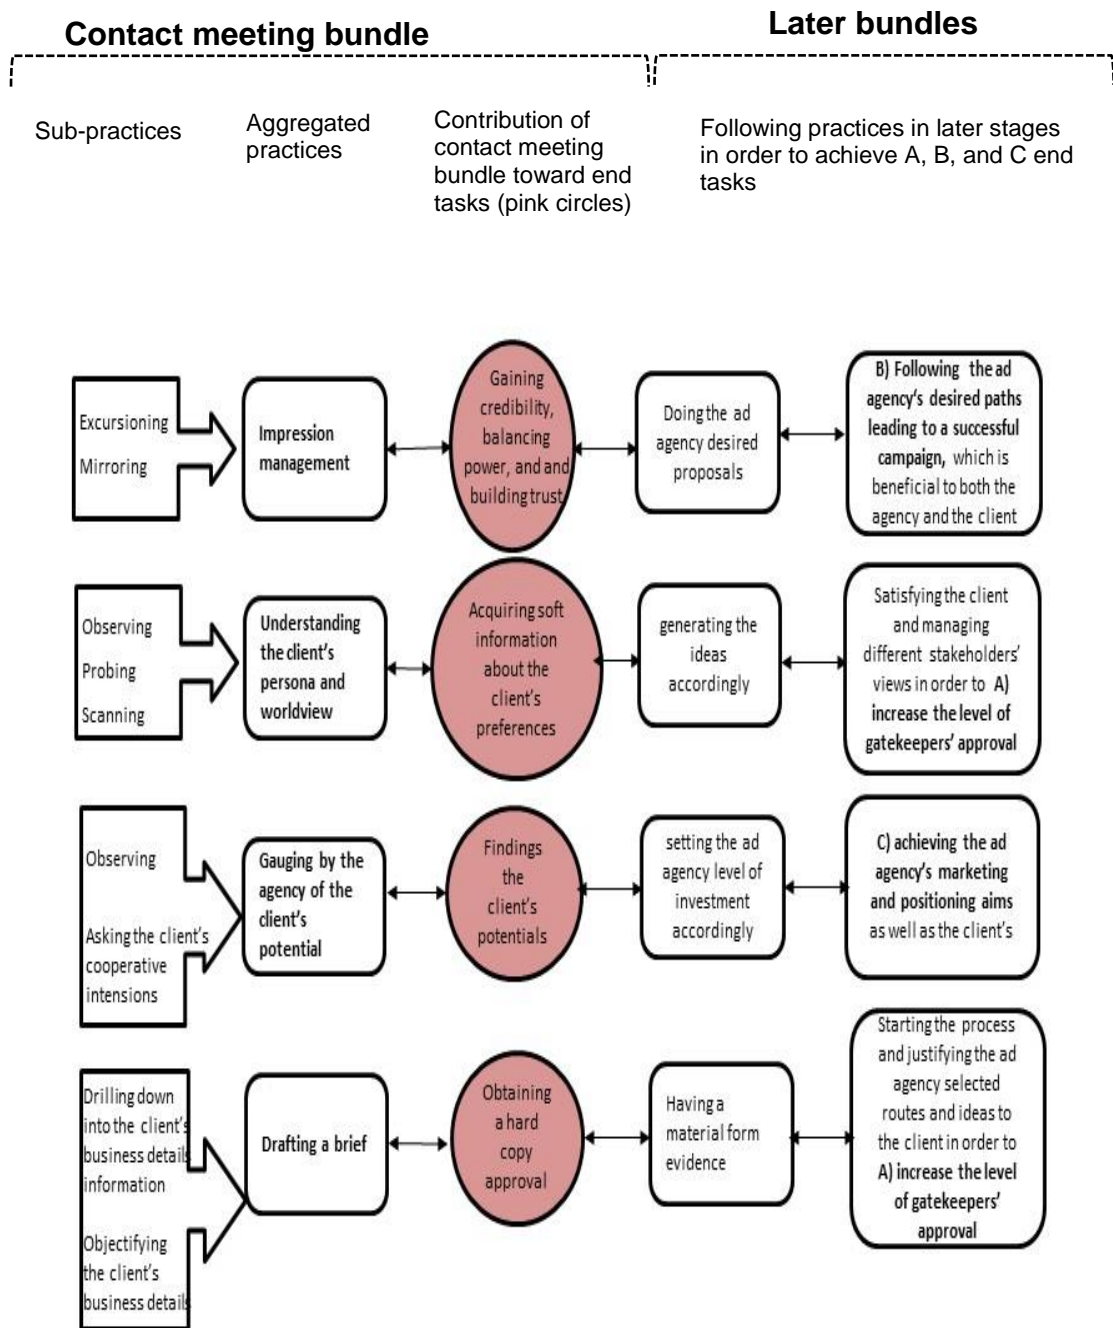 Contact meeting bundle
Later bundles
Sub-practices
Aggregated
practices
Contribution of
contact meeting
bundle toward end
tasks (pink circles)
Following practices in later stages
in order to achieve A, B, and C end
tasks
Excursioning
Mirroring
Impression
management
Gaining
credibility,
balancing
power, and and
building trust
Doing the ad
agency desired
proposals
B) Following the ad
agency's desired paths
leading to a successful
campaign, which is
beneficial to both the
agency and the client
Observing
Probing
Scanning
Understanding
the client's
persona and
worldview
Acquiring soft
information
about the
client's
preferences
generating the
ideas
accordingly
Satisfying the client
and managing
different stakeholders'
views in order to A)
increase the level of
gatekeepers' approval
Observing
Asking the client's
cooperative
intensions
Gauging by the
agency of the
client's
potential
Findings
the
client's
potentials
setting the ad
agency level of
investment
accordingly
C) achieving the ad
agency's marketing
and positioning aims
as well as the client's
Drilling down
into the client's
business details
information
Objectifying
the client's
business details
Drafting a brief
Obtaining
a hard
copy
approval
Having a
material form
evidence
Starting the process
and justifying the ad
agency selected
routes and ideas to
the client in order to
A) increase the level
of gatekeepers'
approval